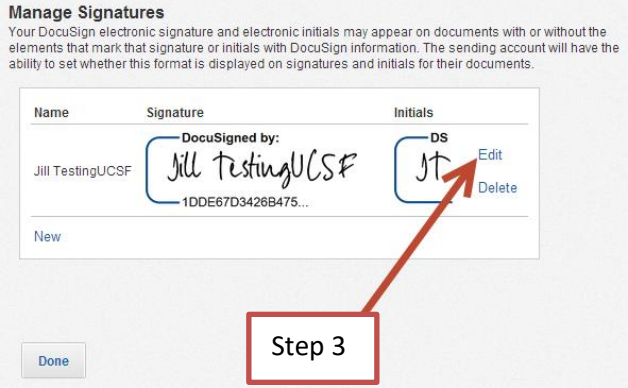 Manage Signatures
Your DocuSign electronic signature and electronic initials may appear on documents with or without the
elements that mark that signature or initials with DocuSign information. The sending account will have the
ability to set whether this format is displayed on signatures and initials for their documents.
Name Signature Initials
DocuSigned by: DS
Jill TestingUCSF Jill TestingUCSF JT Edit
Delete
1DDE67D3426B475...
New
Step 3
Done